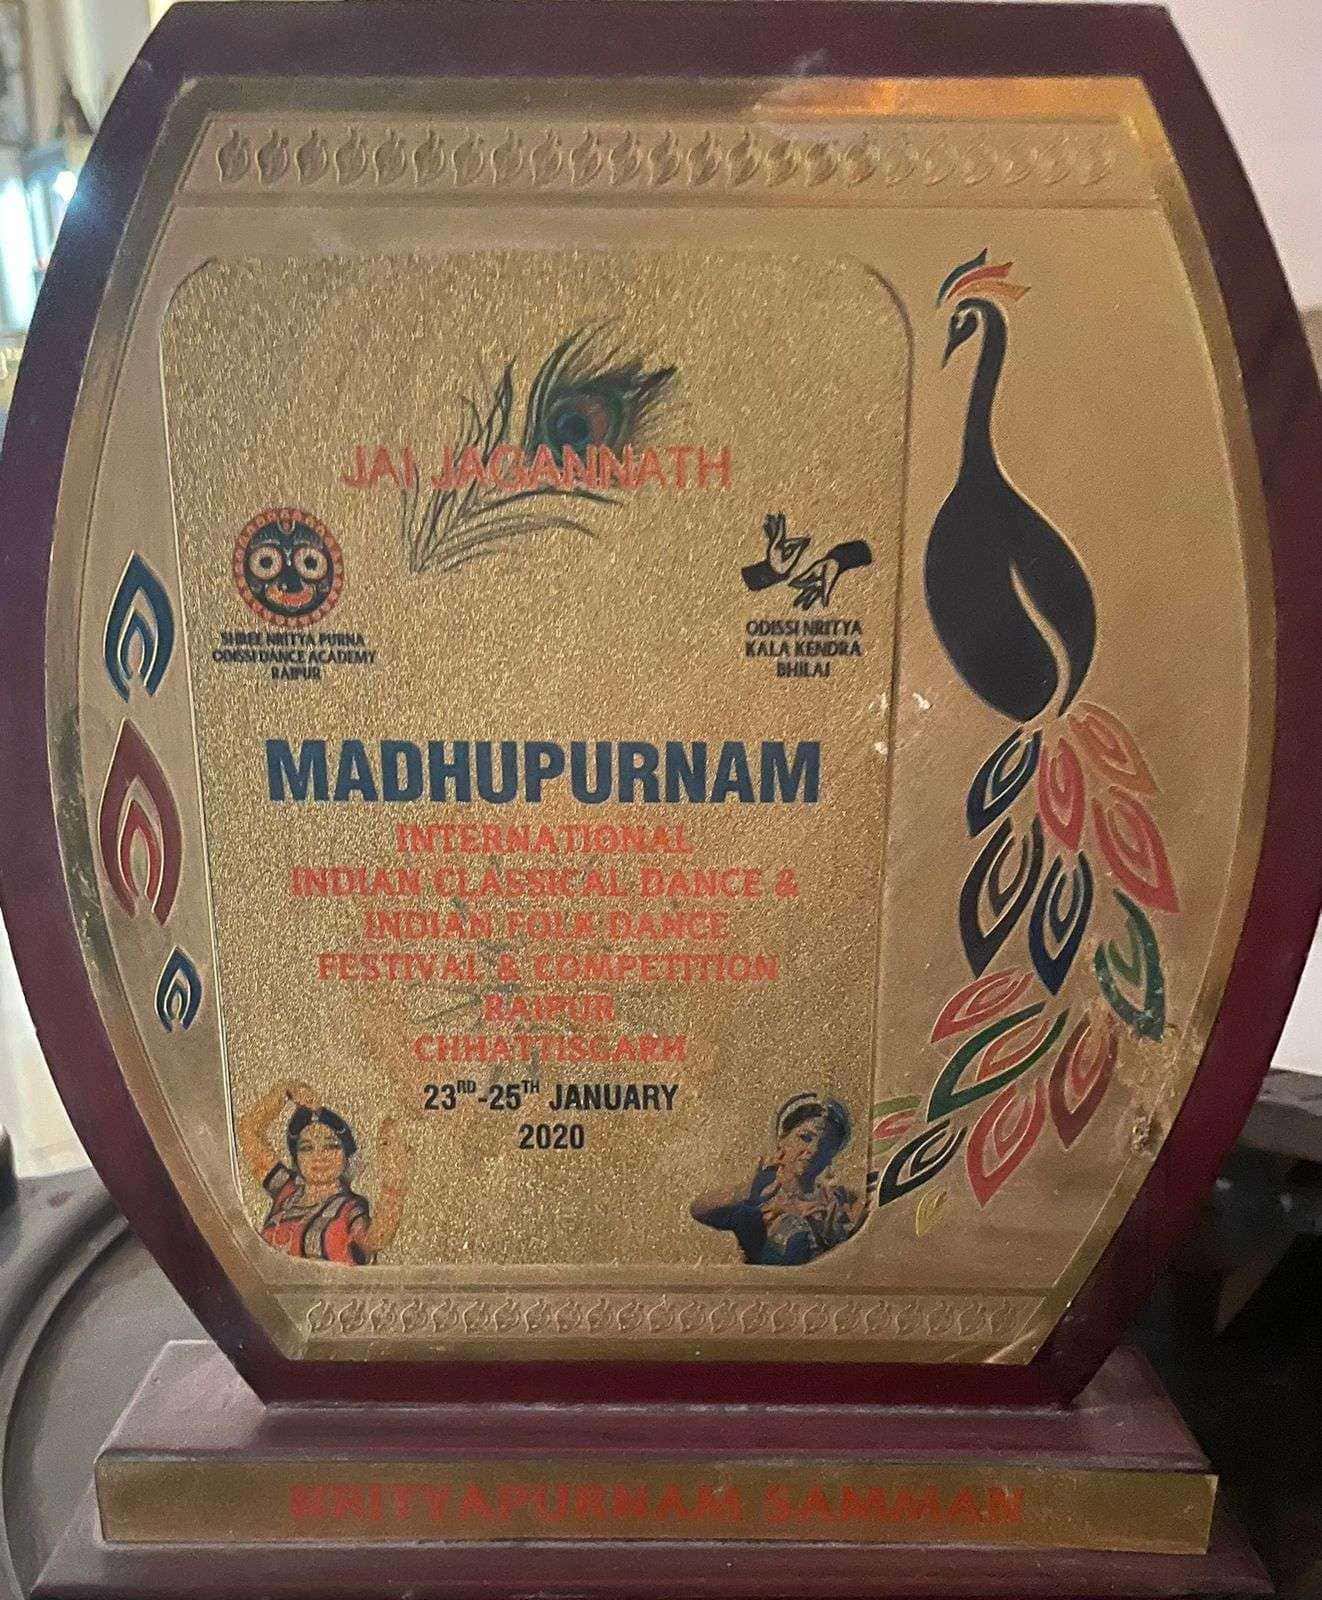 JAI JAGANNATH
SHREE NRITYA PURNA
ODISSI DANCE ACADEMY
RAIPUR
ODISSI NRITYA
KALA KENDRA
BHILAI
MADHUPURNAM
INTERNATIONAL
INDIAN CLASSICAL DANCE &
INDIAN FOLK DANCE
FESTIVAL & COMPETITION
RAIPUR
CHHATTISGARH
23RD-25TH JANUARY
2020
NRITYAPURNAM SAMMAN